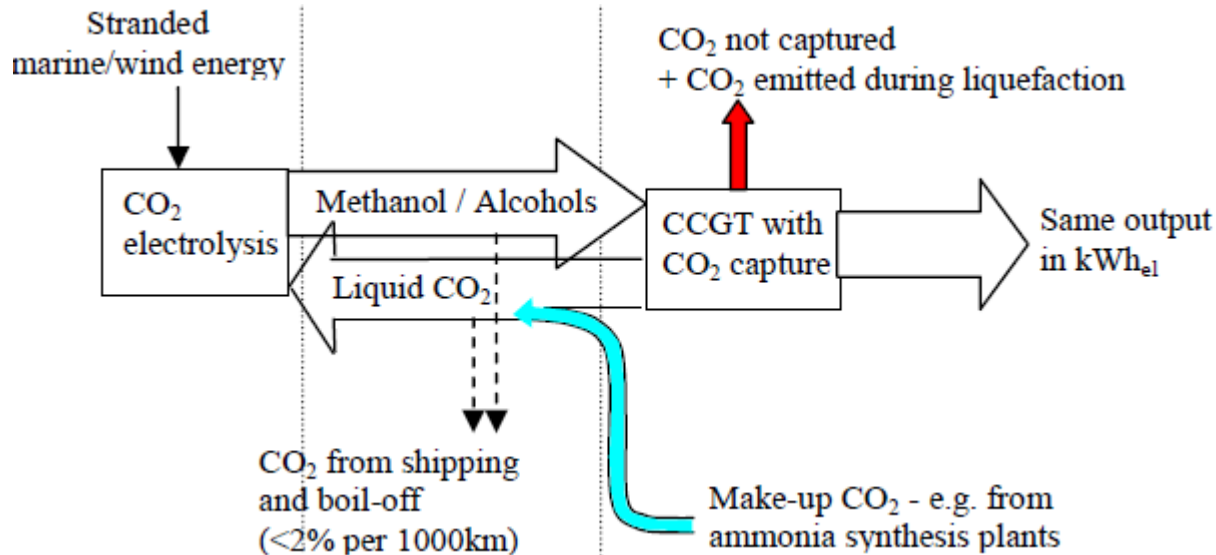 Stranded
marine/wind energy
CO₂ not captured
+ CO₂ emitted during liquefaction
CO₂
electrolysis
Methanol / Alcohols
Liquid CO₂
CCGT with
CO₂ capture
Same output
in kWhₑₗ
CO₂ from shipping
and boil-off
(<2% per 1000km)
Make-up CO₂ - e.g. from
ammonia synthesis plants